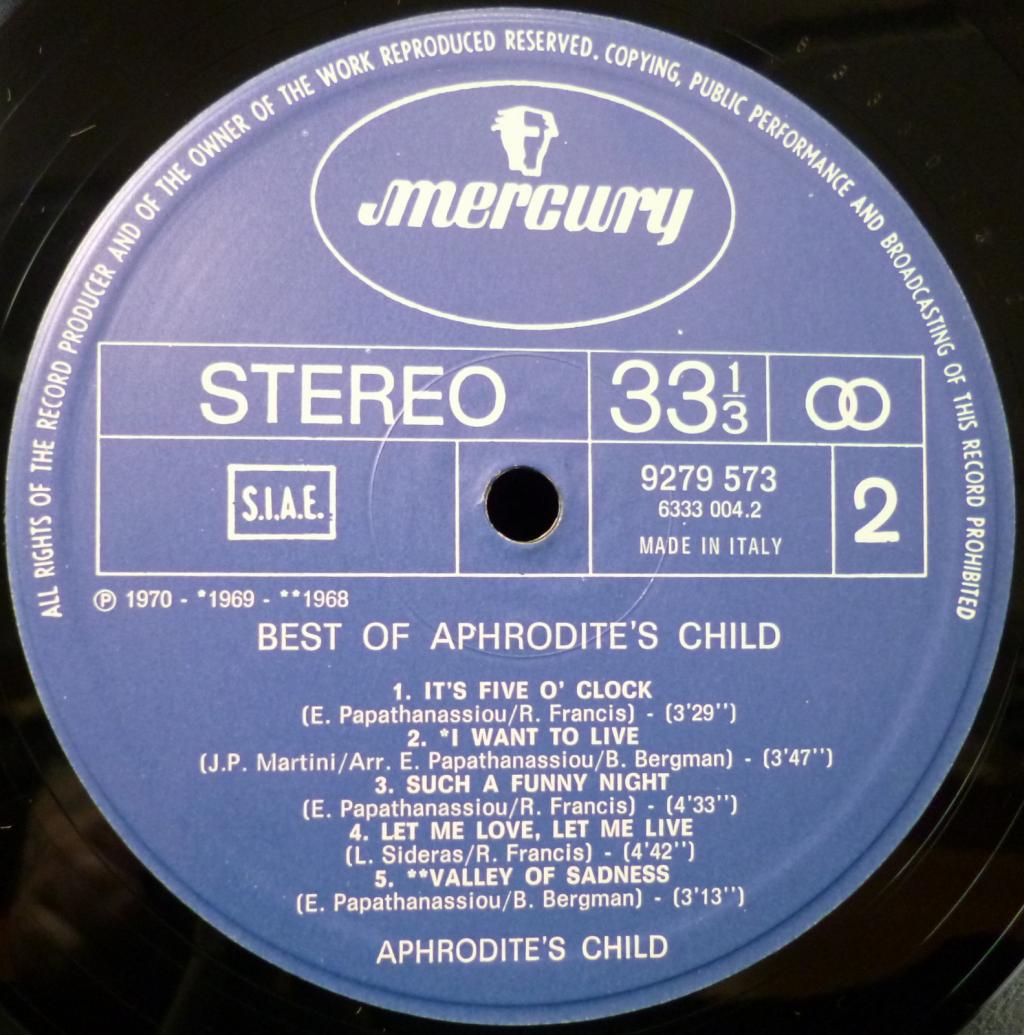 ALL RIGHTS OF THE RECORD PRODUCER AND OF THE OWNER OF THE WORK REPRODUCED RESERVED. COPYING, PUBLIC PERFORMANCE AND BROADCASTING OF THIS RECORD PROHIBITED
mercury
STEREO 33 1/3
S.I.A.E. 9279 573 2
6333 004.2
MADE IN ITALY
℗ 1970 - *1969 - **1968
BEST OF APHRODITE'S CHILD
1. IT'S FIVE O' CLOCK
(E. Papathanassiou/R. Francis) - (3'29'')
2. *I WANT TO LIVE
(J.P. Martini/Arr. E. Papathanassiou/B. Bergman) - (3'47'')
3. SUCH A FUNNY NIGHT
(E. Papathanassiou/R. Francis) - (4'33'')
4. LET ME LOVE, LET ME LIVE
(L. Sideras/R. Francis) - (4'42'')
5. **VALLEY OF SADNESS
(E. Papathanassiou/B. Bergman) - (3'13'')
APHRODITE'S CHILD